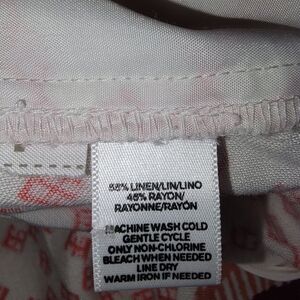 55% LINEN/LIN/LINO
45% RAYON/
RAYONNE/RAYÓN
MACHINE WASH COLD
GENTLE CYCLE
ONLY NON-CHLORINE
BLEACH WHEN NEEDED
LINE DRY
WARM IRON IF NEEDED